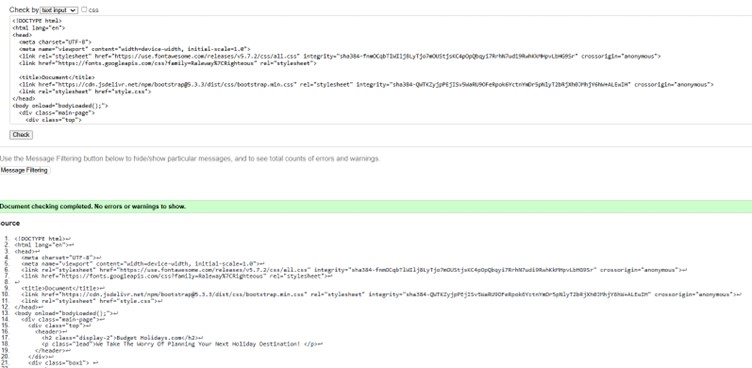 Check by text input css
<!DOCTYPE html>
<html lang="en">
<head>
<meta charset="UTF-8">
<meta name="viewport" content="width=device-width, initial-scale=1.0">
<link rel="stylesheet" href="https://use.fontawesome.com/releases/v5.7.2/css/all.css" integrity= crossorigin="anonymous">
<link href="https://fonts.googleapis.com/css?family=Raleway%7CRighteous" rel="stylesheet">
<title>Document</title>
<link href="https://cdn.jsdelivr.net/npm/bootstrap@5.3.3/dist/css/bootstrap.min.css" rel="stylesheet" integrity= crossorigin="anonymous">
<link rel="stylesheet" href="style.css">
</head>
<body onload="bodyLoaded();">
<div class="main-page">
<div class="top">
Check
Use the Message Filtering button below to hide/show particular messages, and to see total counts of errors and warnings.
Message Filtering
Document checking completed. No errors or warnings to show.
ource
1. <!DOCTYPE html>↩
2. <html lang="en">↩
3. <head>↩
4. <meta charset="UTF-8">↩
5. <meta name="viewport" content="width=device-width, initial-scale=1.0">↩
6. <link rel="stylesheet" href="https://use.fontawesome.com/releases/v5.7.2/css/all.css" integrity= crossorigin="anonymous">↩
7. <link href="https://fonts.googleapis.com/css?family=Raleway%7CRighteous" rel="stylesheet">↩
8. ↩
9. <title>Document</title>↩
10. <link href="https://cdn.jsdelivr.net/npm/bootstrap@5.3.3/dist/css/bootstrap.min.css" rel="stylesheet" integrity= crossorigin="anonymous">↩
11. <link rel="stylesheet" href="style.css">↩
12. </head>↩
13. <body onload="bodyLoaded();">↩
14. <div class="main-page">↩
15. <div class="top">↩
16. <header>↩
17. <h2 class="display-2">Budget Holidays.com</h2>↩
18. <p class="lead">We Take The Worry Of Planning Your Next Holiday Destination! </p>↩
19. </header>↩
20. </div>↩
21. <div class="box1"> ↩